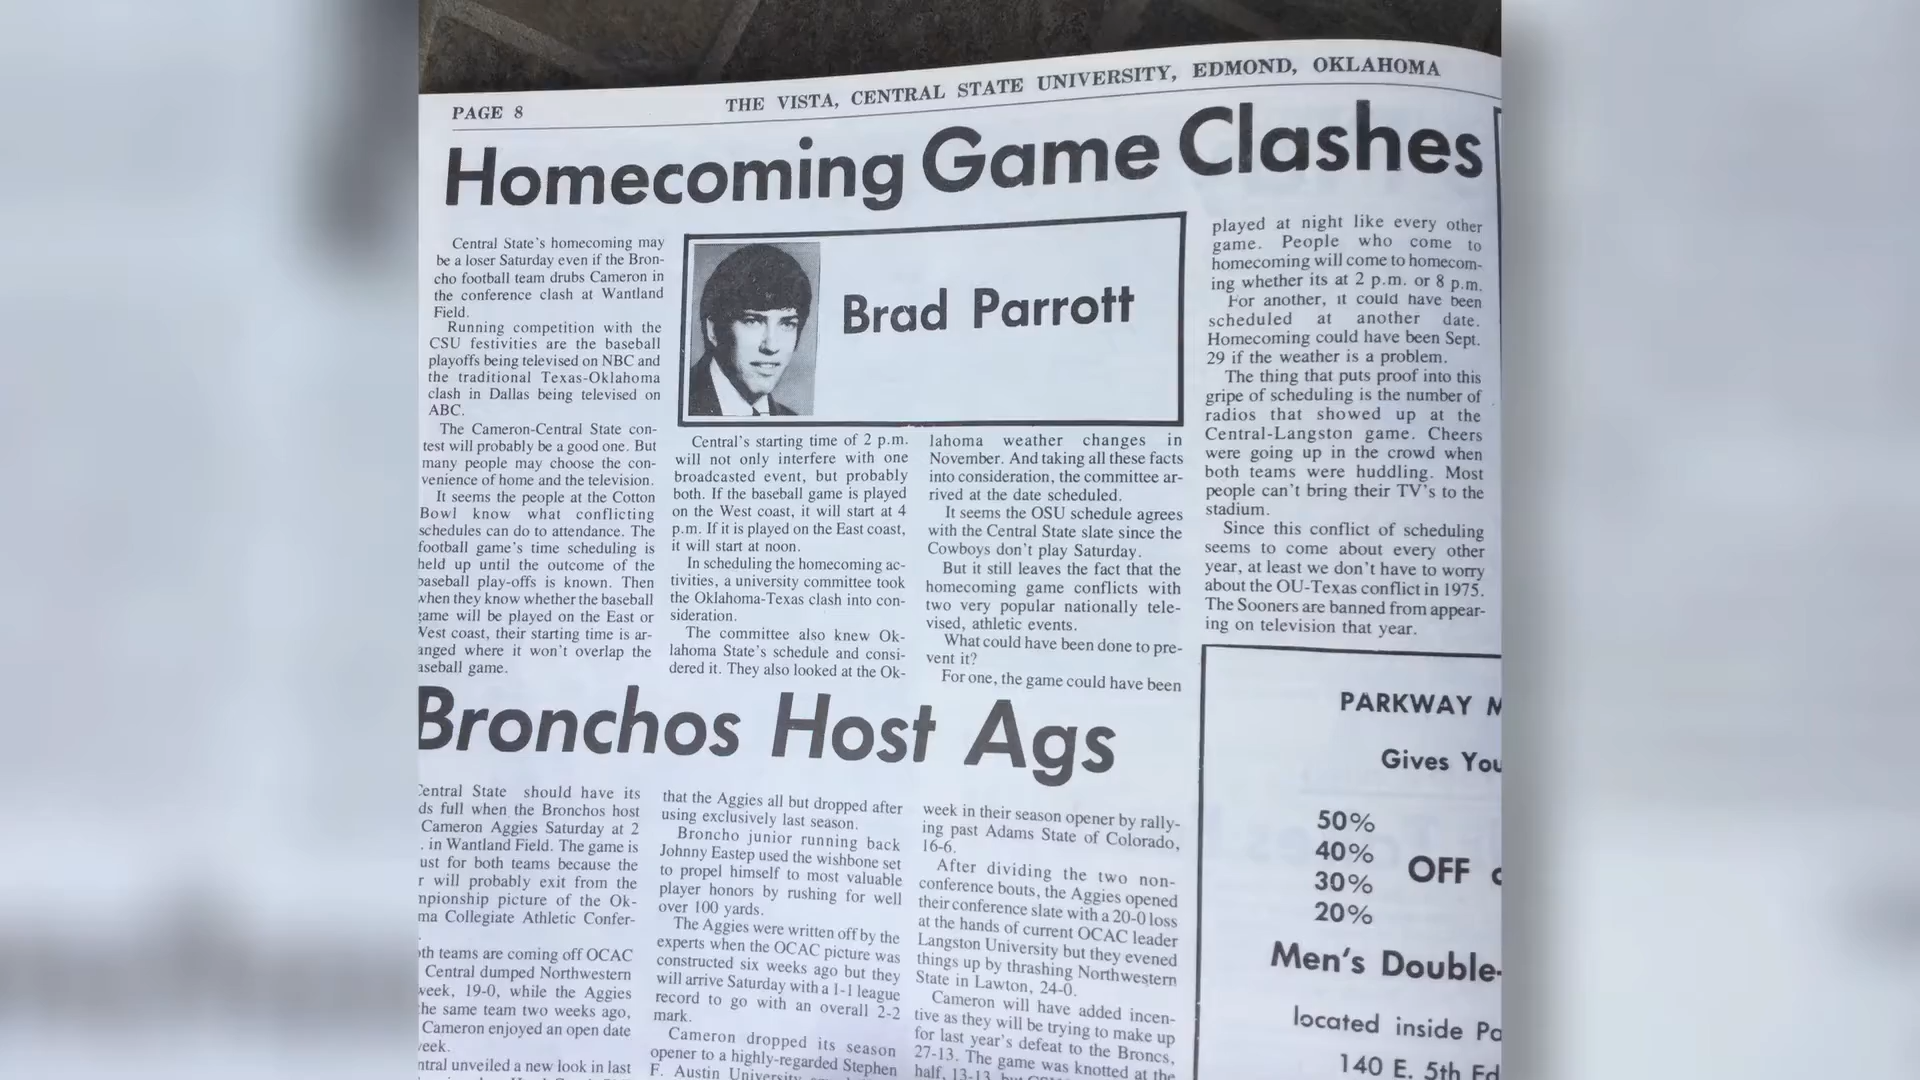 PAGE 8
THE VISTA, CENTRAL STATE UNIVERSITY, EDMOND, OKLAHOMA
Homecoming Game Clashes
Central State's homecoming may
be a loser Saturday even if the Bron-
cho football team drubs Cameron in
the conference clash at Wantland
Field.
Running competition with the
CSU festivities are the baseball
playoffs being televised on NBC and
the traditional Texas-Oklahoma
clash in Dallas being televised on
ABC.
The Cameron-Central State con-
test will probably be a good one. But
many people may choose the con-
venience of home and the television.
It seems the people at the Cotton
Bowl know what conflicting
schedules can do to attendance. The
football game's time scheduling is
held up until the outcome of the
baseball play-offs is known. Then
when they know whether the baseball
game will be played on the East or
West coast, their starting time is ar-
anged where it won't overlap the
aseball game.
Brad Parrott
Central's starting time of 2 p.m.
will not only interfere with one
broadcasted event, but probably
both. If the baseball game is played
on the West coast, it will start at 4
p.m. If it is played on the East coast,
it will start at noon.
In scheduling the homecoming ac-
tivities, a university committee took
the Oklahoma-Texas clash into con-
sideration.
The committee also knew Ok-
lahoma State's schedule and consi-
dered it. They also looked at the Ok-
lahoma weather changes in
November. And taking all these facts
into consideration, the committee ar-
rived at the date scheduled.
It seems the OSU schedule agrees
with the Central State slate since the
Cowboys don't play Saturday.
But it still leaves the fact that the
homecoming game conflicts with
two very popular nationally tele-
vised, athletic events.
What could have been done to pre-
vent it?
For one, the game could have been
played at night like every other
game. People who come to
homecoming will come to homecom-
ing whether its at 2 p.m. or 8 p.m.
For another, it could have been
scheduled at another date.
Homecoming could have been Sept.
29 if the weather is a problem.
The thing that puts proof into this
gripe of scheduling is the number of
radios that showed up at the
Central-Langston game. Cheers
were going up in the crowd when
both teams were huddling. Most
people can't bring their TV's to the
stadium.
Since this conflict of scheduling
seems to come about every other
year, at least we don't have to worry
about the OU-Texas conflict in 1975.
The Sooners are banned from appear-
ing on television that year.
Bronchos Host Ags
Central State should have its
ds full when the Bronchos host
Cameron Aggies Saturday at 2
. in Wantland Field. The game is
ust for both teams because the
r will probably exit from the
mpionship picture of the Ok-
ma Collegiate Athletic Confer-
.
oth teams are coming off OCAC
Central dumped Northwestern
week, 19-0, while the Aggies
he same team two weeks ago,
Cameron enjoyed an open date
week.
ntral unveiled a new look in last
that the Aggies all but dropped after
using exclusively last season.
Broncho junior running back
Johnny Eastep used the wishbone set
to propel himself to most valuable
player honors by rushing for well
over 100 yards.
The Aggies were written off by the
experts when the OCAC picture was
constructed six weeks ago but they
will arrive Saturday with a 1-1 league
record to go with an overall 2-2
mark.
Cameron dropped its season
opener to a highly-regarded Stephen
F. Austin University
week in their season opener by rally-
ing past Adams State of Colorado,
16-6.
After dividing the two non-
conference bouts, the Aggies opened
their conference slate with a 20-0 loss
at the hands of current OCAC leader
Langston University but they evened
things up by thrashing Northwestern
State in Lawton, 24-0.
Cameron will have added incen-
tive as they will be trying to make up
for last year's defeat to the Broncs,
27-13. The game was knotted at the
half, 13-13,
PARKWAY M
Gives You
50%
40%
30%
20%
OFF
Men's Double-
located inside Pa
140 E. 5th Ed